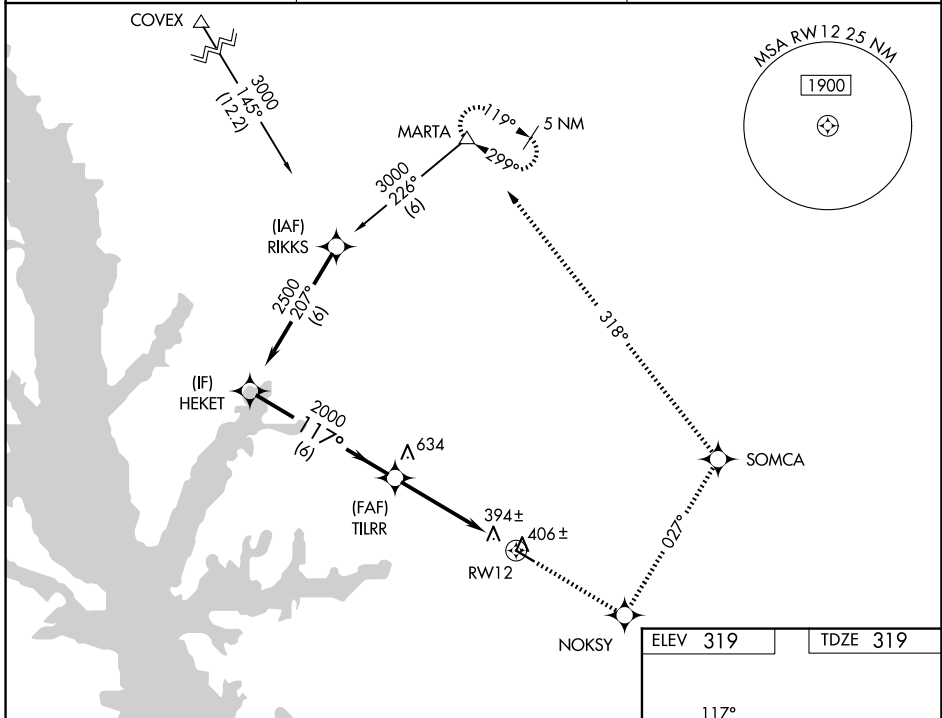 COVEX
3000
145°
(12.2)
MSA RW12 25 NM
1900
MARTA
119°
5 NM
299°
3000
226°
(6)
(IAF)
RIKKS
2500
207°
(6)
318°
(IF)
HEKET
2000
117°
(6)
634
SOMCA
(FAF)
TILRR
394±
406±
RW12
027°
NOKSY
ELEV 319
TDZE 319
117°